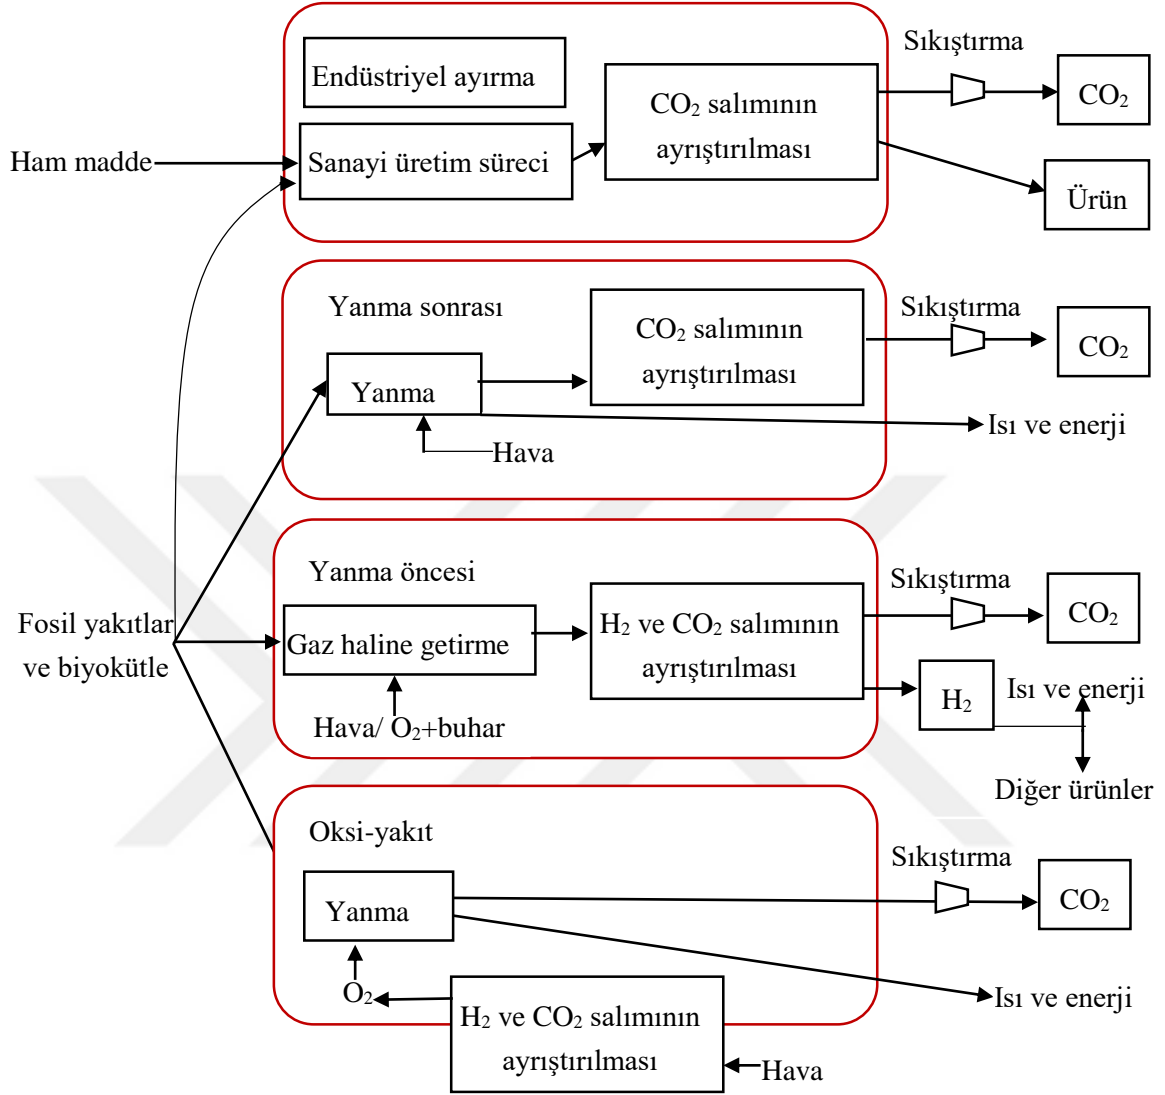 Sıkıştırma
Endüstriyel ayırma
CO₂ salımının
ayrıştırılması
CO₂
Ham madde
Sanayi üretim süreci
Ürün
Yanma sonrası
CO₂ salımının
ayrıştırılması
Sıkıştırma
CO₂
Yanma
Isı ve enerji
Hava
Yanma öncesi
Sıkıştırma
Fosil yakıtlar
ve biyokütle
Gaz haline getirme
H₂ ve CO₂ salımının
ayrıştırılması
CO₂
H₂
Isı ve enerji
Hava/ O₂+buhar
Diğer ürünler
Oksi-yakıt
Sıkıştırma
Yanma
CO₂
O₂
Isı ve enerji
H₂ ve CO₂ salımının
ayrıştırılması
Hava